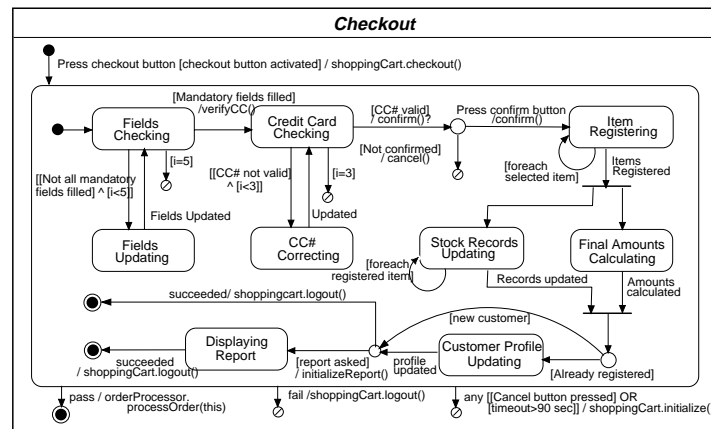 Checkout
Press checkout button [checkout button activated] / shoppingCart.checkout()
[Mandatory fields filled]
/verifyCC()
[CC# valid]
/ confirm()?
Press confirm button
/confirm()
Fields
Checking
Credit Card
Checking
Item
Registering
[Not confirmed]
/ cancel()
[i=5]
[i=3]
[foreach
selected item]
Items
Registered
[[Not all mandatory
fields filled] ^ [i<5]]
[[CC# not valid]
^ [i<3]]
Fields Updated
Updated
Fields
Updating
CC#
Correcting
Stock Records
Updating
Final Amounts
Calculating
[foreach
registered item]
Records updated
Amounts
calculated
succeeded/ shoppingcart.logout()
[new customer]
Displaying
Report
[report asked]
/ initializeReport()
profile
updated
Customer Profile
Updating
[Already registered]
succeeded
/ shoppingCart.logout()
pass / orderProcessor.
processOrder(this)
fail /shoppingCart.logout()
any [[Cancel button pressed] OR
[timeout>90 sec]] / shoppingCart.initialize(